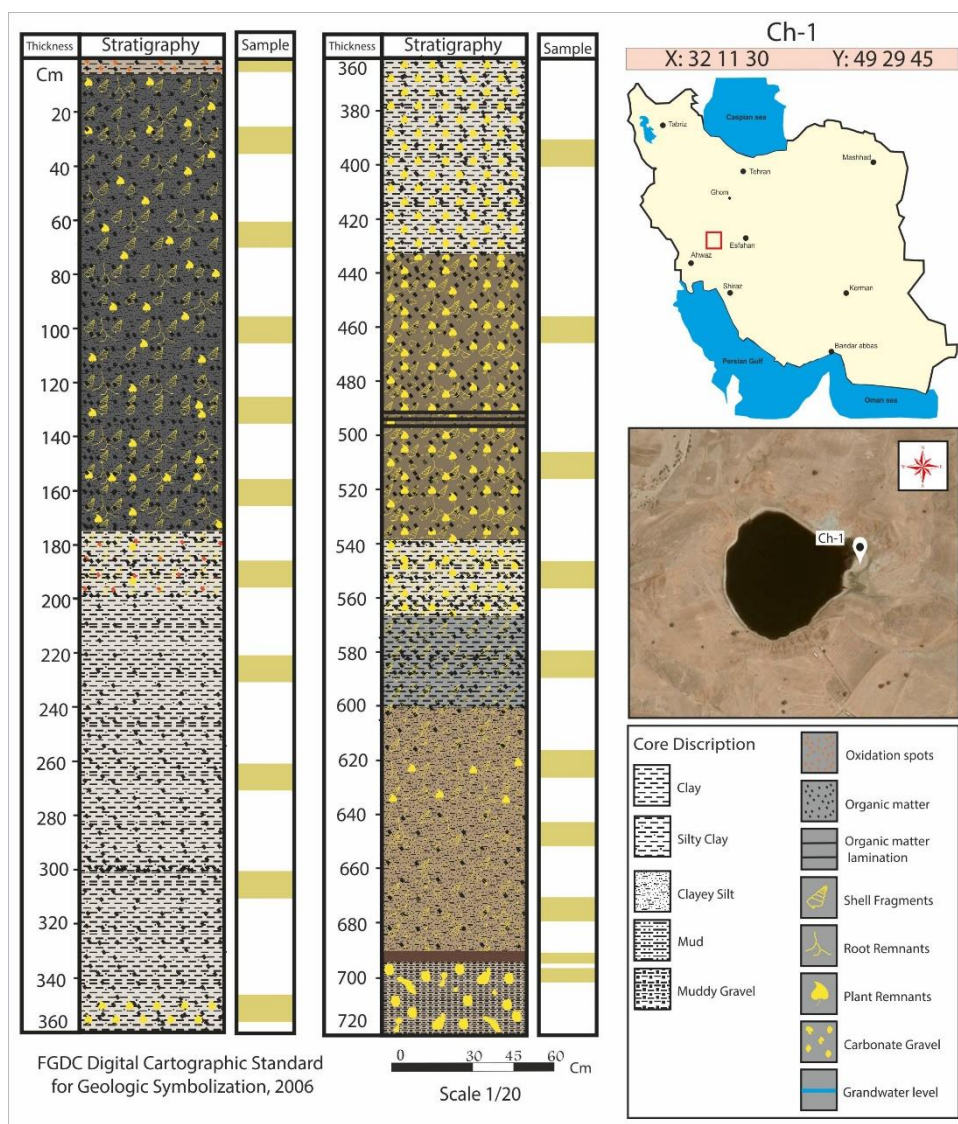 Thickness Stratigraphy Sample
Cm
20
40
60
80
100
120
140
160
180
200
220
240
260
280
300
320
340
360
Thickness Stratigraphy Sample
360
380
400
420
440
460
480
500
520
540
560
580
600
620
640
660
680
700
720
FGDC Digital Cartographic Standard
for Geologic Symbolization, 2006
0 30 45 60
Cm
Scale 1/20
Ch-1
X: 32 11 30 Y: 49 29 45
Caspian sea
Tabriz
Mashhad
Tehran
Ghom
Esfahan
Ahwaz
Shiraz
Kerman
Bandar abbas
Persian Gulf
Oman sea
Ch-1
Core Discription
Clay
Silty Clay
Clayey Silt
Mud
Muddy Gravel
Oxidation spots
Organic matter
Organic matter
lamination
Shell Fragments
Root Remnants
Plant Remnants
Carbonate Gravel
Grandwater level